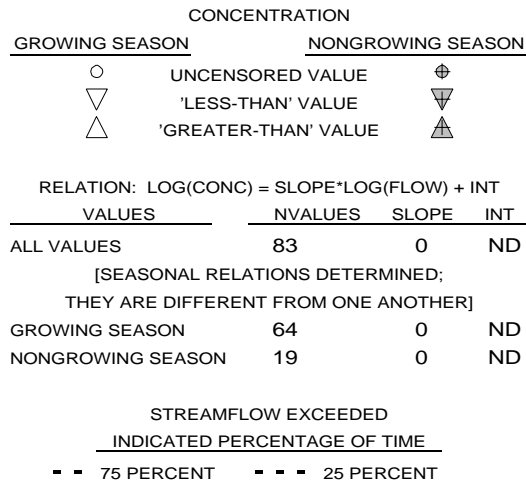 CONCENTRATION
GROWING SEASON NONGROWING SEASON
UNCENSORED VALUE
'LESS-THAN' VALUE
'GREATER-THAN' VALUE
RELATION: LOG(CONC) = SLOPE*LOG(FLOW) + INT
VALUES NVALUES SLOPE INT
ALL VALUES 83 0 ND
[SEASONAL RELATIONS DETERMINED;
THEY ARE DIFFERENT FROM ONE ANOTHER]
GROWING SEASON 64 0 ND
NONGROWING SEASON 19 0 ND
STREAMFLOW EXCEEDED
INDICATED PERCENTAGE OF TIME
75 PERCENT 25 PERCENT